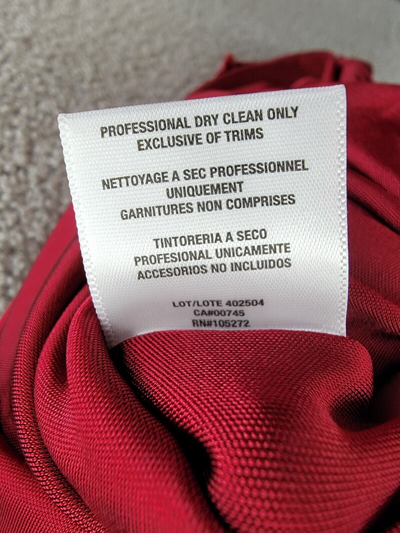 PROFESSIONAL DRY CLEAN ONLY
EXCLUSIVE OF TRIMS
NETTOYAGE A SEC PROFESSIONNEL
UNIQUEMENT
GARNITURES NON COMPRISES
TINTORERIA A SECO
PROFESIONAL UNICAMENTE
ACCESORIOS NO INCLUIDOS
LOT/LOTE 402504
CA#00745
RN#105272